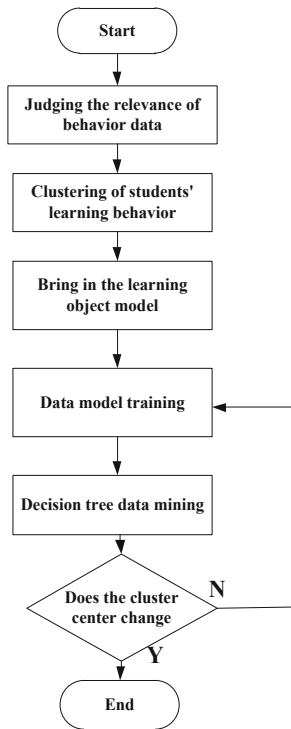 Start
Judging the relevance of
behavior data
Clustering of students'
learning behavior
Bring in the learning
object model
Data model training
Decision tree data mining
Does the cluster
center change
N
Y
End